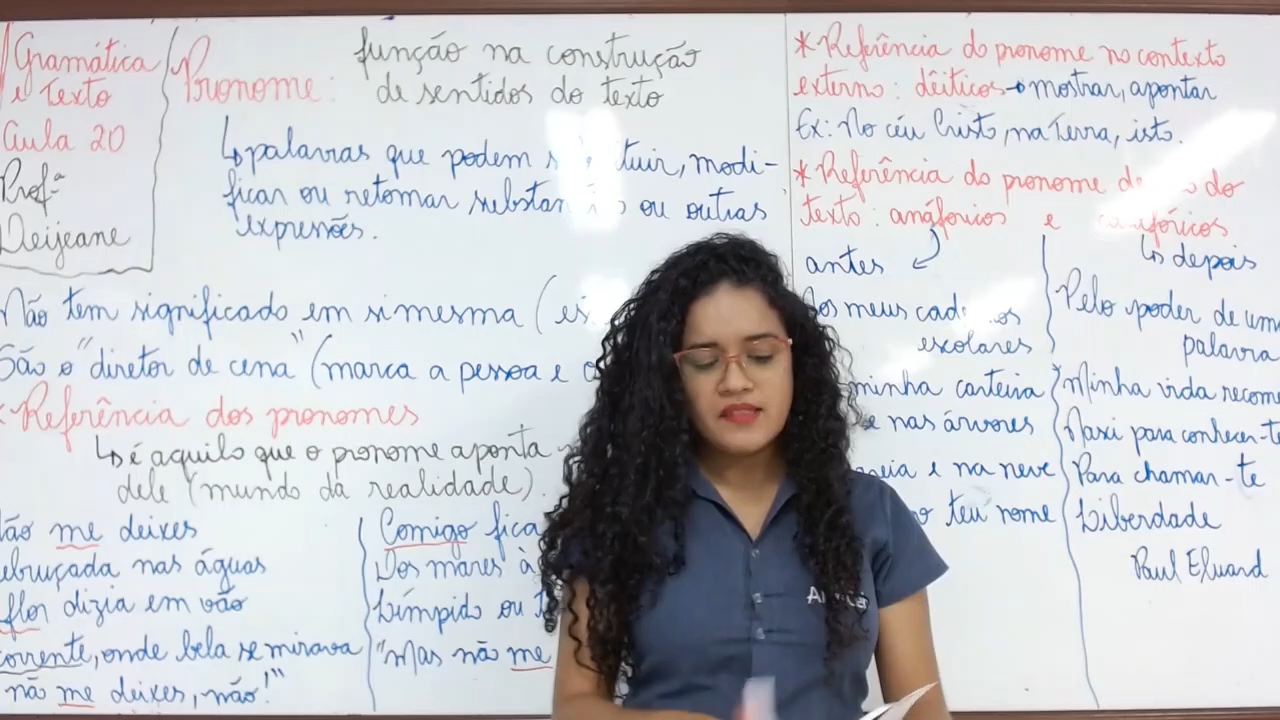 Gramática
e Texto
Aula 20
Prof.ª
Deijeane
Pronome: função na construção
de sentidos do texto
↳ palavras que podem modi-
ficar ou retomar ou outras
expressões.
Não tem significado em si mesma (
São o "diretor de cena" (marca a pessoa e o
* Referência dos pronomes
↳ é aquilo que o pronome aponta
dele (mundo da realidade).
não me deixes
debruçada nas águas
flor dizia em vão
corrente, onde bela se mirava
não me deixes, não!"
Comigo fica
Dos mares à
Límpido ou
"Mas não me
* Referência do pronome no contexto
externo: dêiticos → mostrar, apontar
Ex: No céu Cristo, na Terra, isto.
* Referência do pronome do
texto: anáfóricos e
antes
Nos meus
escolares
minha carteira
e nas árvores
areia e na neve
teu nome
↳ depois
Pelo poder de uma
palavra
Minha vida
Nasci para conhecer-te
Para chamar-te
Liberdade
Paul Eluard